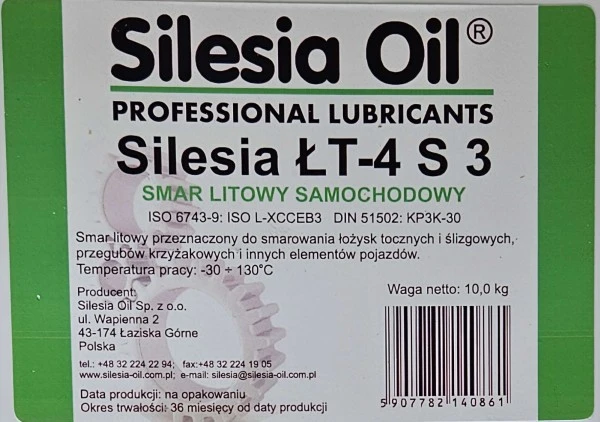 Silesia Oil®
PROFESSIONAL LUBRICANTS
Silesia ŁT-4 S 3
SMAR LITOWY SAMOCHODOWY
ISO 6743-9: ISO L-XCCEB3 DIN 51502: KP3K-30
Smar litowy przeznaczony do smarowania łożysk tocznych i ślizgowych,
przegubów krzyżakowych i innych elementów pojazdów.
Temperatura pracy: -30 ÷ 130°C
Producent:
Silesia Oil Sp. z o.o.
ul. Wapienna 2
43-174 Łaziska Górne
Polska
tel.: +48 32 224 22 94; fax:+48 32 224 19 05
www.silesia-oil.com.pl; e-mail: silesia@silesia-oil.com.pl
Data produkcji: na opakowaniu
Okres trwałości: 36 miesięcy od daty produkcji
Waga netto: 10,0 kg
5 907782 140861